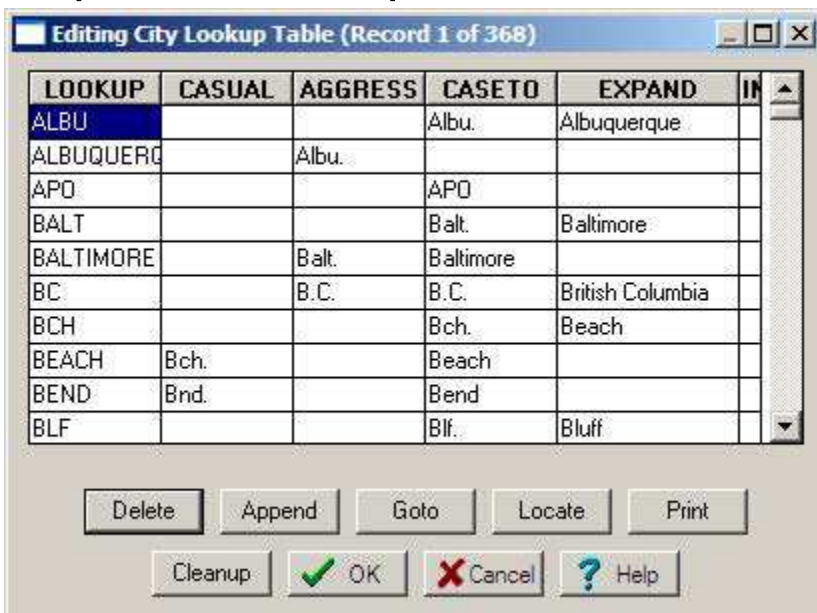 Editing City Lookup Table (Record 1 of 368)
LOOKUP CASUAL AGGRESS CASETO EXPAND
ALBU Albu. Albuquerque
ALBUQUERQ Albu.
APO APO
BALT Balt. Baltimore
BALTIMORE Balt. Baltimore
BC B.C. B.C. British Columbia
BCH Bch. Beach
BEACH Bch. Beach
BEND Bnd. Bend
BLF Blf. Bluff
Delete Append Goto Locate Print
Cleanup OK Cancel Help